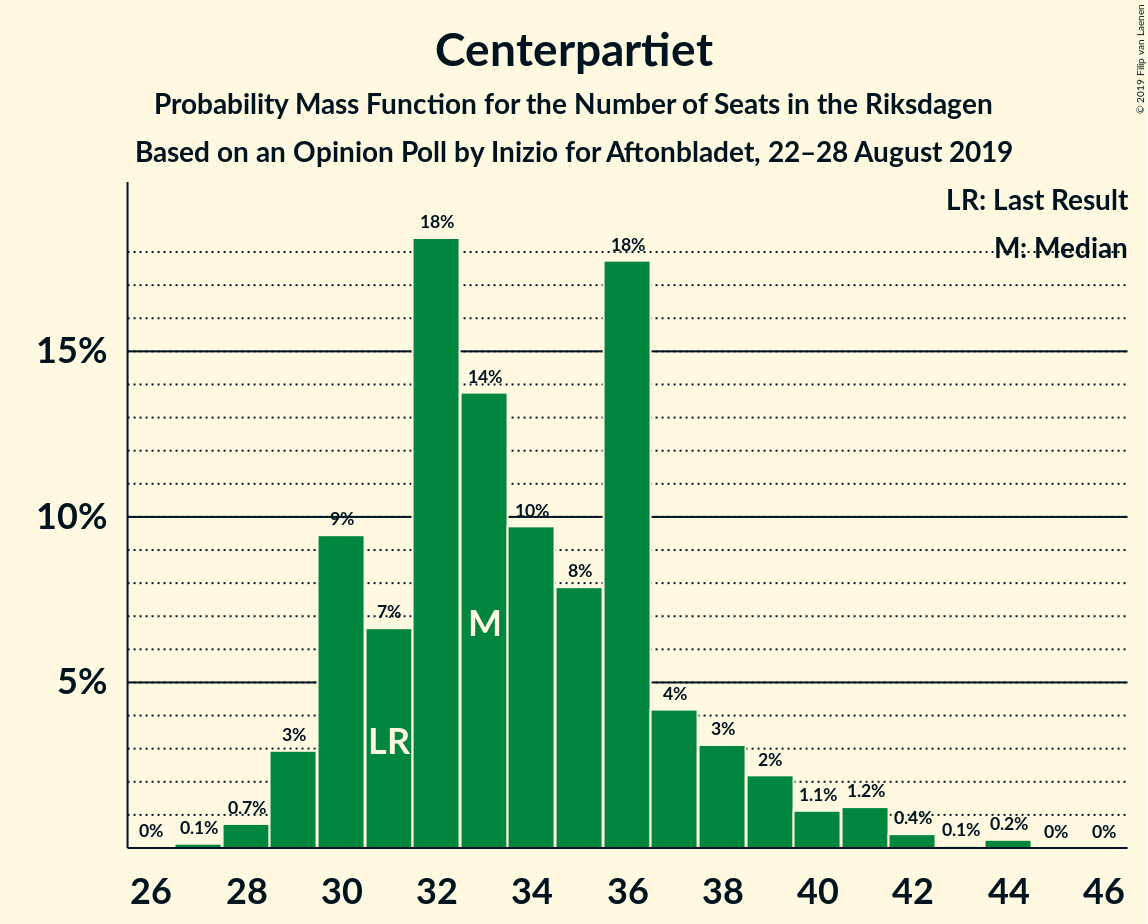 Centerpartiet
Probability Mass Function for the Number of Seats in the Riksdagen
Based on an Opinion Poll by Inizio for Aftonbladet, 22–28 August 2019
© 2019 Filip van Laenen
LR: Last Result
M: Median
15%
10%
5%
0%
0.1%
0.7%
3%
9%
7%
18%
14%
10%
8%
18%
4%
3%
2%
1.1%
1.2%
0.4%
0.1%
0.2%
0%
0%
LR
M
26 28 30 32 34 36 38 40 42 44 46